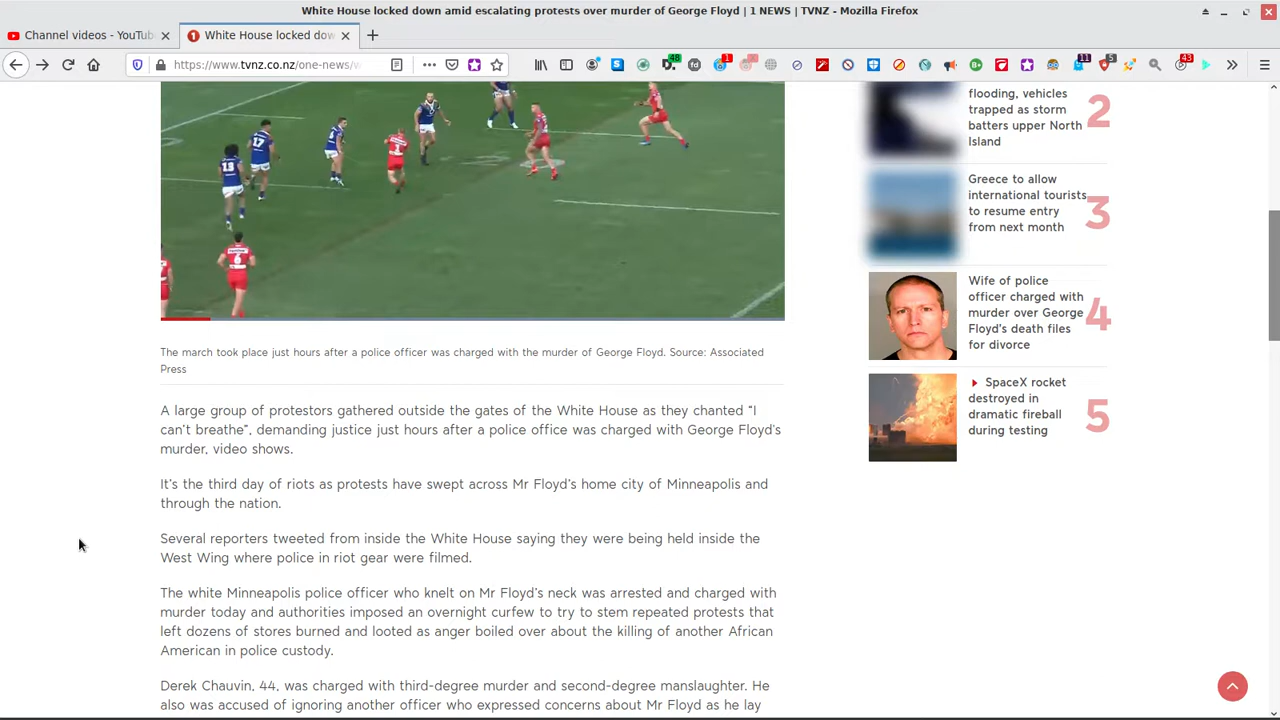 White House locked down amid escalating protests over murder of George Floyd | 1 NEWS | TVNZ - Mozilla Firefox
Channel videos - YouTub
White House locked dow
https://www.tvnz.co.nz/one-news/w
48
1
11
5
43
flooding, vehicles
trapped as storm
batters upper North
Island
2
Greece to allow
international tourists
to resume entry
from next month
3
Wife of police
officer charged with
murder over George
Floyd's death files
for divorce
4
SpaceX rocket
destroyed in
dramatic fireball
during testing
5
17
13
1
6
The march took place just hours after a police officer was charged with the murder of George Floyd. Source: Associated
Press
A large group of protestors gathered outside the gates of the White House as they chanted “I
can’t breathe”, demanding justice just hours after a police office was charged with George Floyd’s
murder, video shows.
It’s the third day of riots as protests have swept across Mr Floyd’s home city of Minneapolis and
through the nation.
Several reporters tweeted from inside the White House saying they were being held inside the
West Wing where police in riot gear were filmed.
The white Minneapolis police officer who knelt on Mr Floyd’s neck was arrested and charged with
murder today and authorities imposed an overnight curfew to try to stem repeated protests that
left dozens of stores burned and looted as anger boiled over about the killing of another African
American in police custody.
Derek Chauvin, 44, was charged with third-degree murder and second-degree manslaughter. He
also was accused of ignoring another officer who expressed concerns about Mr Floyd as he lay